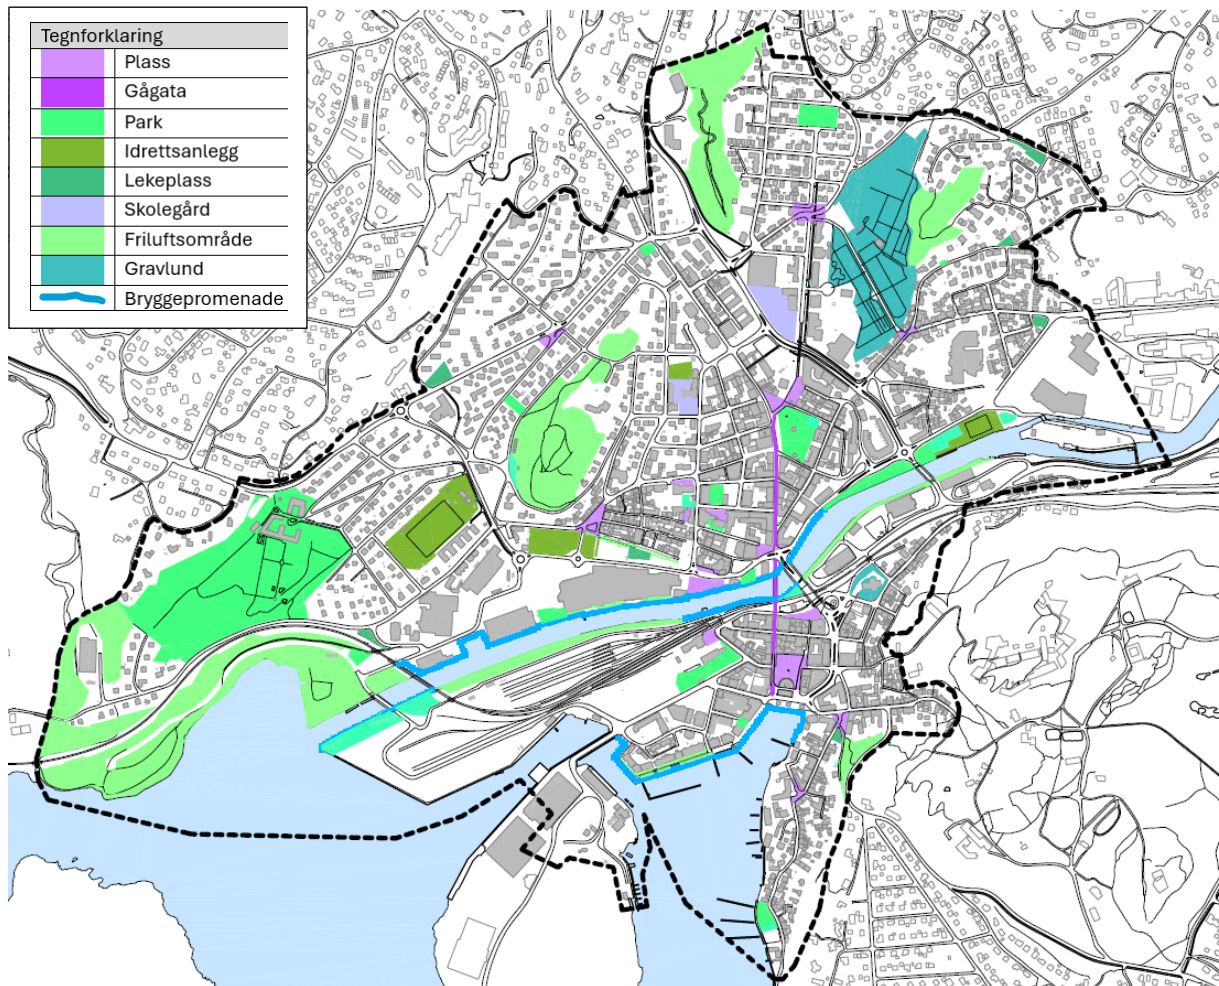 Tegnforklaring
Plass
Gågata
Park
Idrettsanlegg
Lekeplass
Skolegård
Friluftsområde
Gravlund
Bryggepromenade